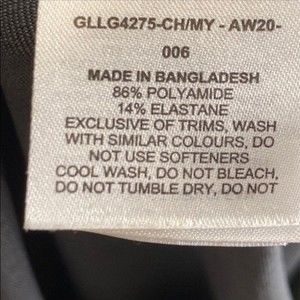 GLLG4275-CH/MY - AW20-
006
MADE IN BANGLADESH
86% POLYAMIDE
14% ELASTANE
EXCLUSIVE OF TRIMS, WASH
WITH SIMILAR COLOURS, DO
NOT USE SOFTENERS
COOL WASH, DO NOT BLEACH,
DO NOT TUMBLE DRY, DO NOT